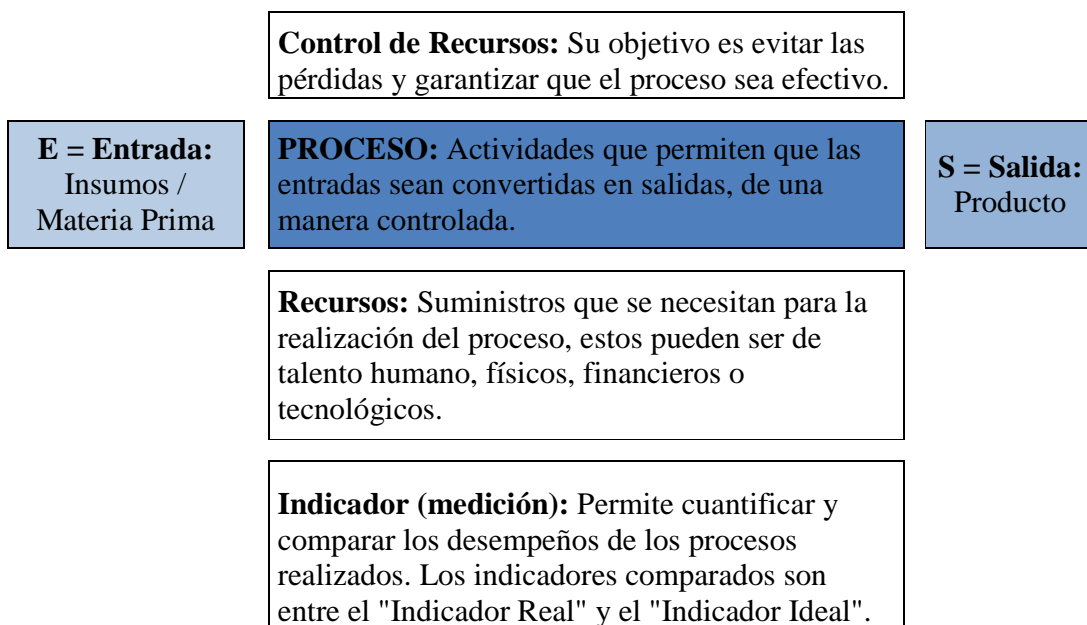 Control de Recursos: Su objetivo es evitar las
pérdidas y garantizar que el proceso sea efectivo.
E = Entrada:
Insumos /
Materia Prima
PROCESO: Actividades que permiten que las
entradas sean convertidas en salidas, de una
manera controlada.
S = Salida:
Producto
Recursos: Suministros que se necesitan para la
realización del proceso, estos pueden ser de
talento humano, físicos, financieros o
tecnológicos.
Indicador (medición): Permite cuantificar y
comparar los desempeños de los procesos
realizados. Los indicadores comparados son
entre el "Indicador Real" y el "Indicador Ideal".